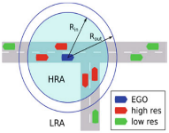 R_in
R_out
HRA
LRA
EGO
high res
low res